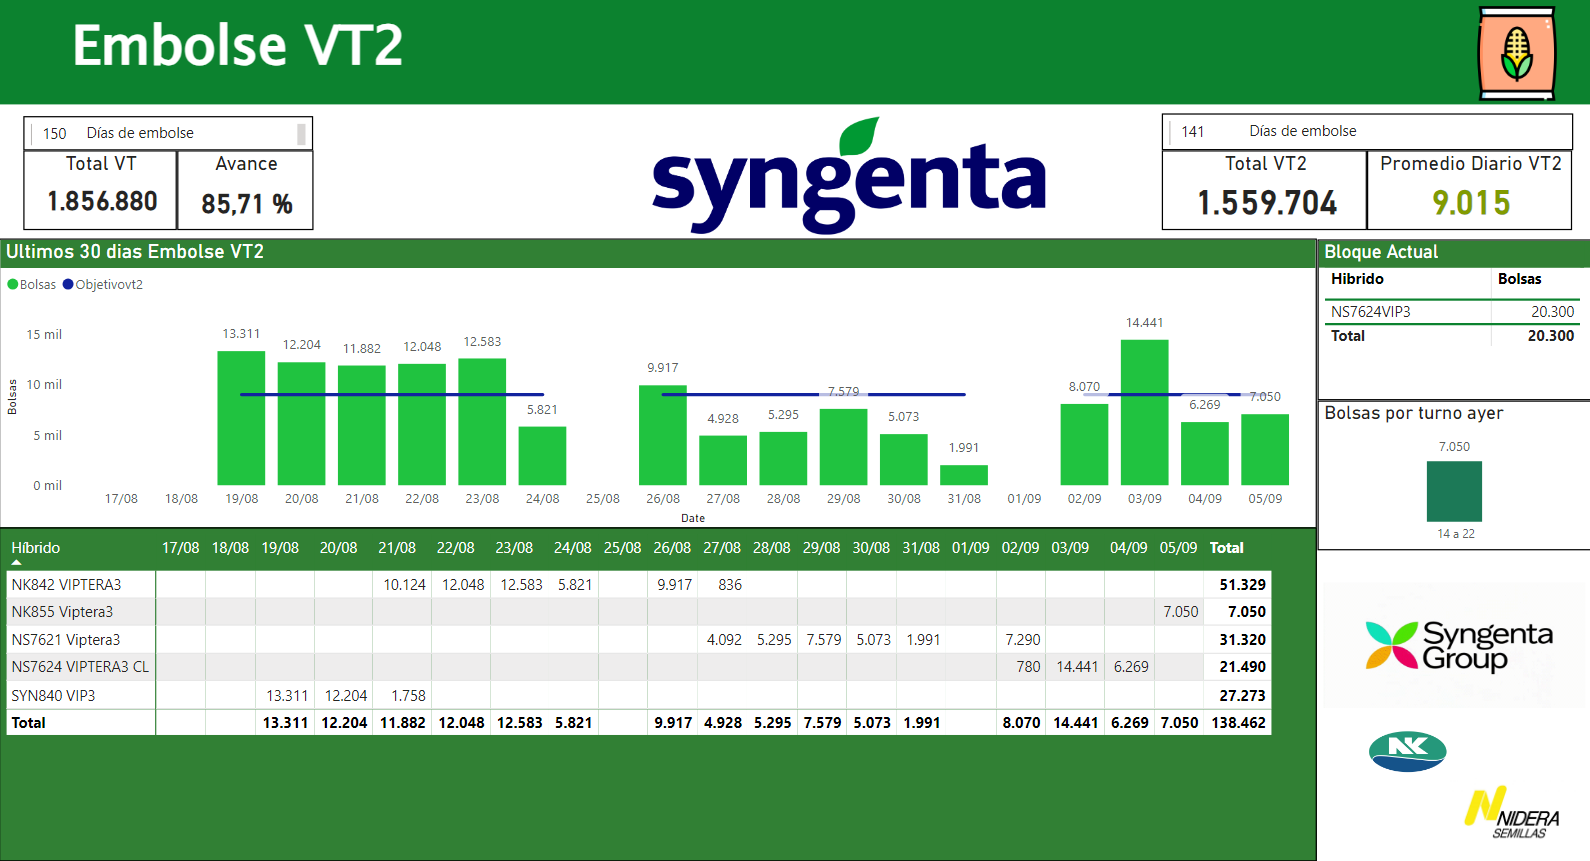 Embolse VT2
150 Días de embolse
Total VT Avance
1.856.880 85,71 %
syngenta
141 Días de embolse
Total VT2 Promedio Diario VT2
1.559.704 9.015
Ultimos 30 dias Embolse VT2
Bolsas Objetivovt2
15 mil
10 mil
5 mil
0 mil
Bolsas
13.311 12.204 11.882 12.048 12.583 5.821 9.917 4.928 5.295 7.579 5.073 1.991 8.070 14.441 6.269 7.050
17/08 18/08 19/08 20/08 21/08 22/08 23/08 24/08 25/08 26/08 27/08 28/08 29/08 30/08 31/08 01/09 02/09 03/09 04/09 05/09
Date
Bloque Actual
Hibrido Bolsas
NS7624VIP3 20.300
Total 20.300
Bolsas por turno ayer
7.050
14 a 22
Híbrido 17/08 18/08 19/08 20/08 21/08 22/08 23/08 24/08 25/08 26/08 27/08 28/08 29/08 30/08 31/08 01/09 02/09 03/09 04/09 05/09 Total
NK842 VIPTERA3 10.124 12.048 12.583 5.821 9.917 836 51.329
NK855 Viptera3 7.050 7.050
NS7621 Viptera3 4.092 5.295 7.579 5.073 1.991 7.290 31.320
NS7624 VIPTERA3 CL 780 14.441 6.269 21.490
SYN840 VIP3 13.311 12.204 1.758 27.273
Total 13.311 12.204 11.882 12.048 12.583 5.821 9.917 4.928 5.295 7.579 5.073 1.991 8.070 14.441 6.269 7.050 138.462
Syngenta
Group
NK
NIDERA
SEMILLAS